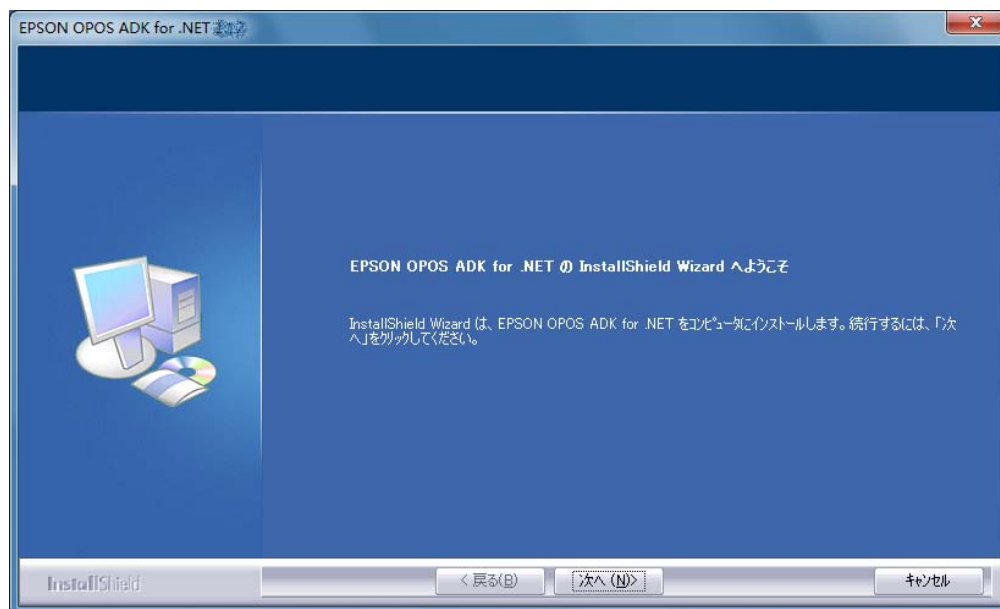 EPSON OPOS ADK for .NET
EPSON OPOS ADK for .NET の InstallShield Wizard へようこそ
InstallShield Wizard は、EPSON OPOS ADK for .NET をコンピュータにインストールします。続行するには、「次
へ」をクリックしてください。
InstallShield
< 戻る(B)
次へ (N)>
キャンセル